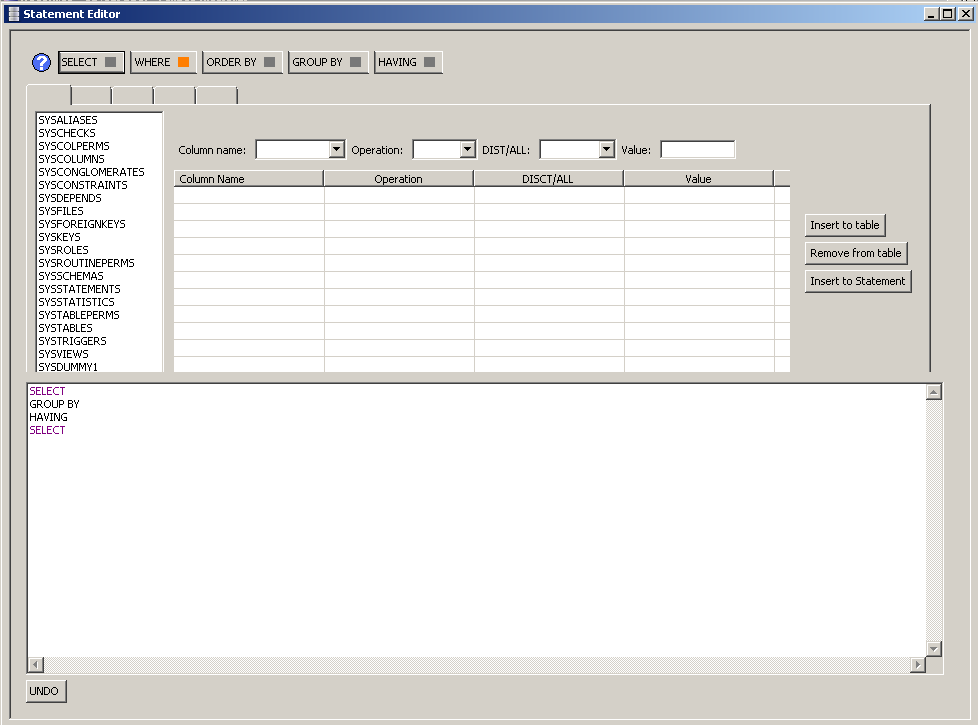 Statement Editor
SELECT WHERE ORDER BY GROUP BY HAVING
SYSALIASES
SYSCHECKS
SYSCOLPERMS
SYSCOLUMNS
SYSCONGLOMERATES
SYSCONSTRAINTS
SYSDEPENDS
SYSFILES
SYSFOREIGNKEYS
SYSKEYS
SYSROLES
SYSROUTINEPERMS
SYSSCHEMAS
SYSSTATEMENTS
SYSSTATISTICS
SYSTABLEPERMS
SYSTABLES
SYSTRIGGERS
SYSVIEWS
SYSDUMMY1
Column name: Operation: DIST/ALL: Value:
Column Name Operation DISCT/ALL Value
Insert to table
Remove from table
Insert to Statement
SELECT
GROUP BY
HAVING
SELECT
UNDO